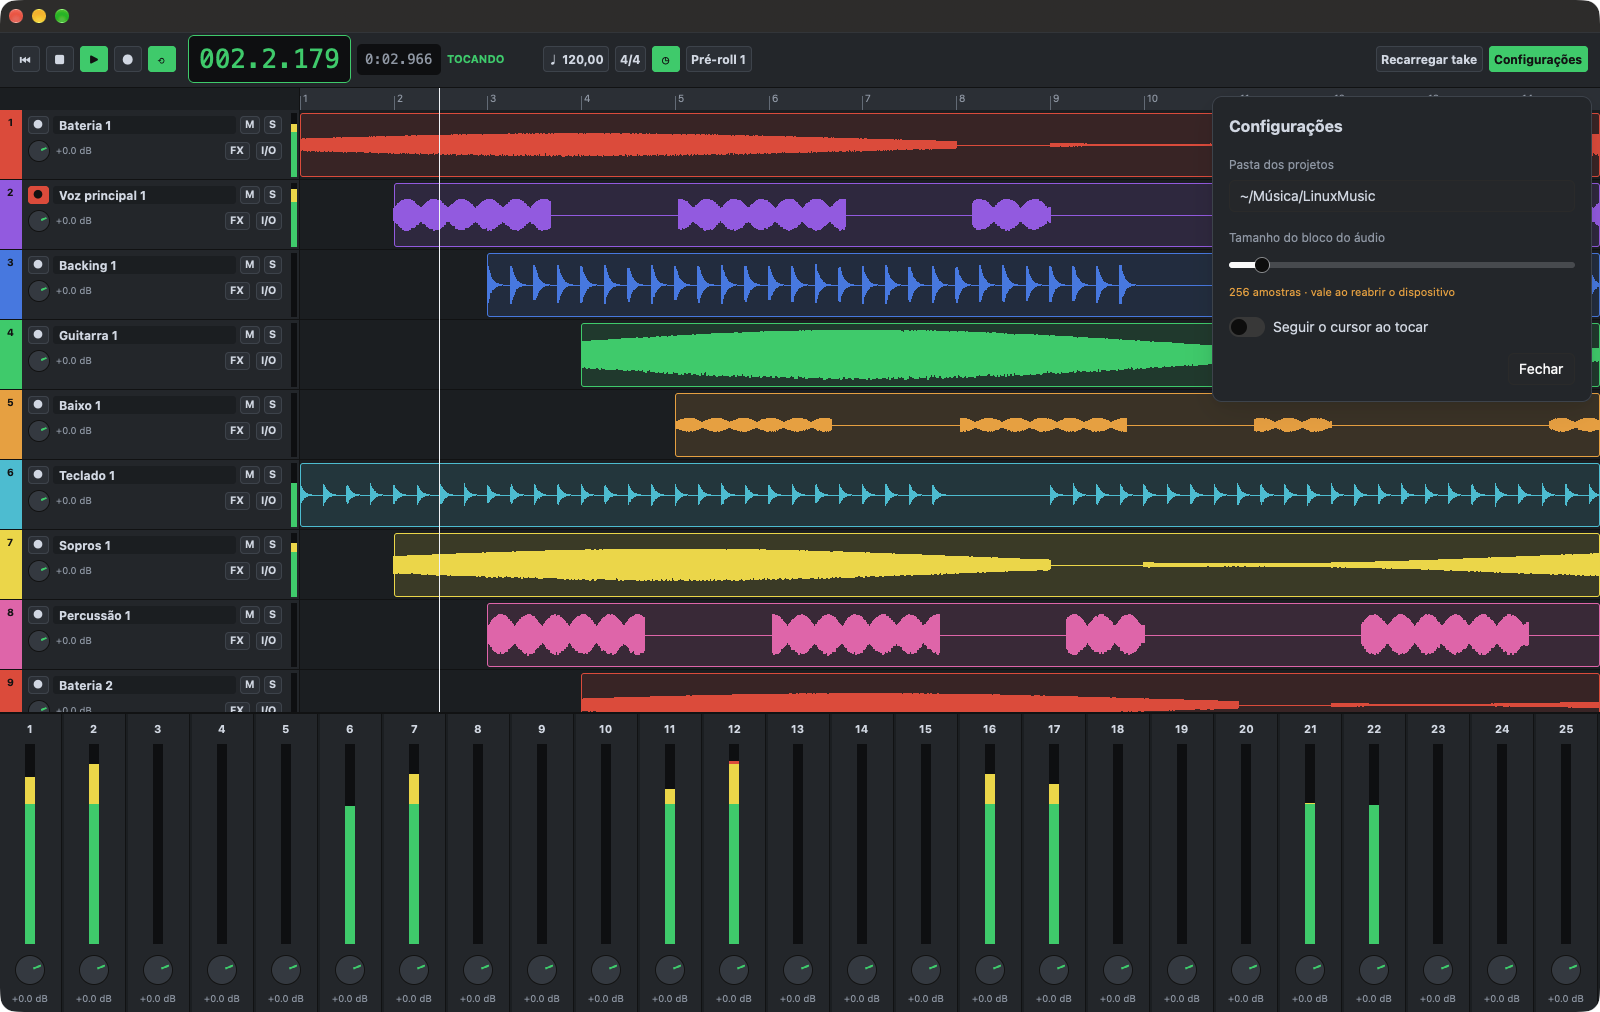 002.2.179
0:02.966
TOCANDO
♩ 120,00
4/4
Pré-roll 1
Recarregar take
Configurações
1 2 3 4 5 6 7 8 9 10
1 Bateria 1 M S
+0.0 dB FX I/O
2 Voz principal 1 M S
+0.0 dB FX I/O
3 Backing 1 M S
+0.0 dB FX I/O
4 Guitarra 1 M S
+0.0 dB FX I/O
5 Baixo 1 M S
+0.0 dB FX I/O
6 Teclado 1 M S
+0.0 dB FX I/O
7 Sopros 1 M S
+0.0 dB FX I/O
8 Percussão 1 M S
+0.0 dB FX I/O
9 Bateria 2 M S
+0.0 dB FX I/O
Configurações
Pasta dos projetos
~/Música/LinuxMusic
Tamanho do bloco do áudio
256 amostras · vale ao reabrir o dispositivo
Seguir o cursor ao tocar
Fechar
1 2 3 4 5 6 7 8 9 10 11 12 13 14 15 16 17 18 19 20 21 22 23 24 25
+0.0 dB +0.0 dB +0.0 dB +0.0 dB +0.0 dB +0.0 dB +0.0 dB +0.0 dB +0.0 dB +0.0 dB +0.0 dB +0.0 dB +0.0 dB +0.0 dB +0.0 dB +0.0 dB +0.0 dB +0.0 dB +0.0 dB +0.0 dB +0.0 dB +0.0 dB +0.0 dB +0.0 dB +0.0 dB